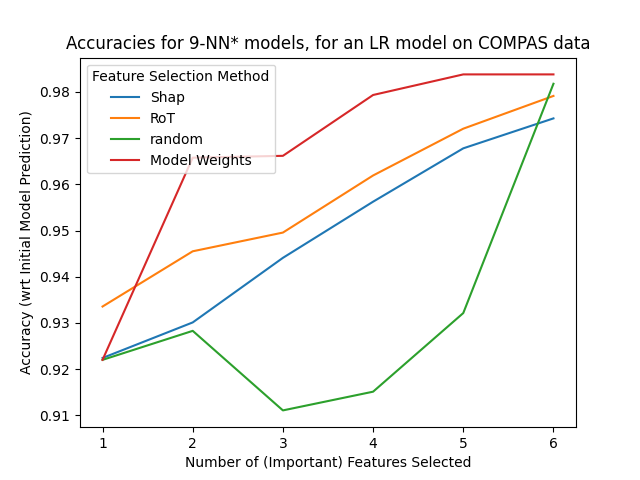 Accuracies for 9-NN* models, for an LR model on COMPAS data
Feature Selection Method
Shap
RoT
random
Model Weights
Accuracy (wrt Initial Model Prediction)
0.98
0.97
0.96
0.95
0.94
0.93
0.92
0.91
1 2 3 4 5 6
Number of (Important) Features Selected